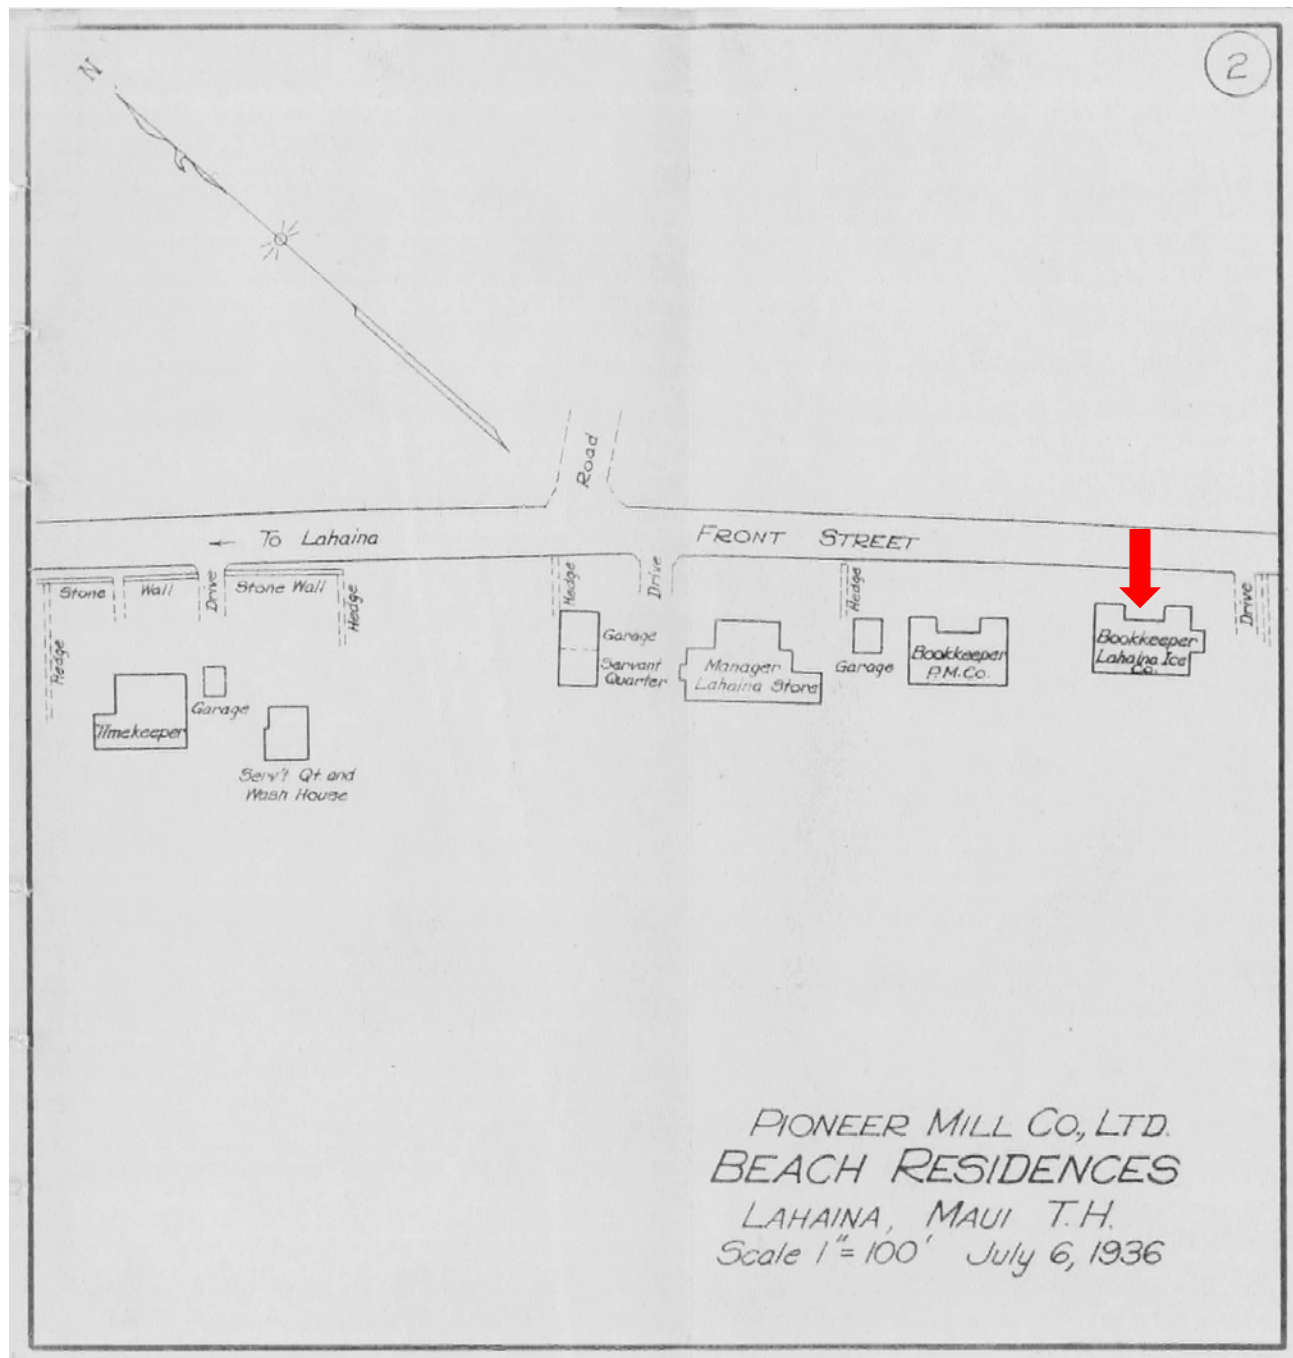 2
N
Road
To Lahaina
FRONT STREET
Stone Wall
Drive
Stone Wall
Hedge
Hedge
Hedge
Drive
Hedge
Drive
Garage
Servant
Quarter
Manager
Lahaina Store
Garage
Bookkeeper
P.M.Co.
Bookkeeper
Lahaina Ice
Co.
Timekeeper
Garage
Serv't Qt. and
Wash House
PIONEER MILL CO., LTD.
BEACH RESIDENCES
LAHAINA, MAUI T.H.
Scale 1" = 100' July 6, 1936